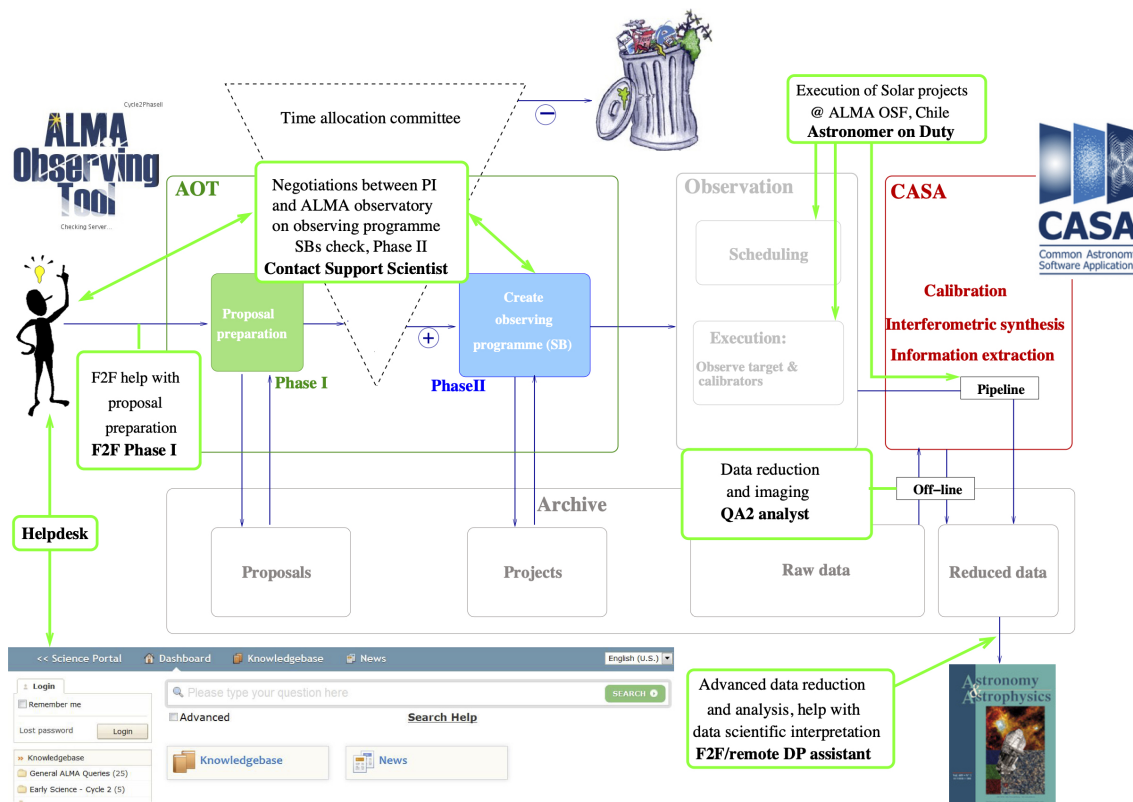 Cycle2PhaseII
ALMA
Observing
Tool
Checking Server...
Time allocation committee
−
Execution of Solar projects
@ ALMA OSF, Chile
Astronomer on Duty
CASA
Common Astronomy
Software Application
AOT
Negotiations between PI
and ALMA observatory
on observing programme
SBs check, Phase II
Contact Support Scientist
Observation
Scheduling
Execution:
Observe target &
calibrators
CASA
Calibration
Interferometric synthesis
Information extraction
Pipeline
Proposal
preparation
Phase I
+
Create
observing
programme (SB)
PhaseII
F2F help with
proposal
preparation
F2F Phase I
Data reduction
and imaging
QA2 analyst
Off−line
Helpdesk
Archive
Proposals
Projects
Raw data
Reduced data
<< Science Portal
Dashboard
Knowledgebase
News
English (U.S.)
Login
Remember me
Lost password
Login
Please type your question here
SEARCH
Advanced
Search Help
Knowledgebase
News
» Knowledgebase
General ALMA Queries (25)
Early Science - Cycle 2 (5)
Advanced data reduction
and analysis, help with
data scientific interpretation
F2F/remote DP assistant
Astronomy
&
Astrophysics